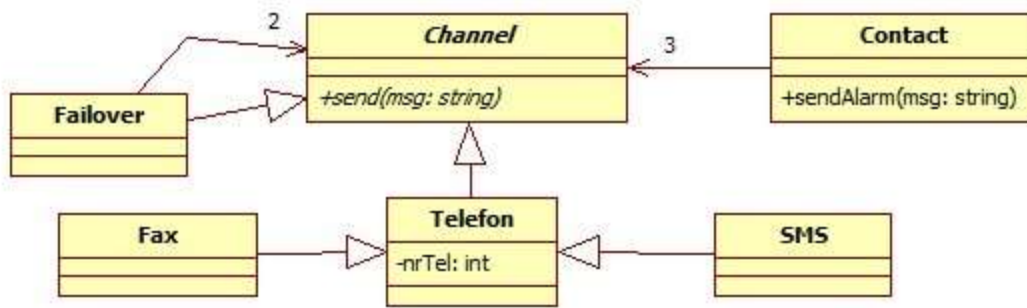 2
Channel
+send(msg: string)
3
Contact
+sendAlarm(msg: string)
Failover
Fax
Telefon
-nrTel: int
SMS